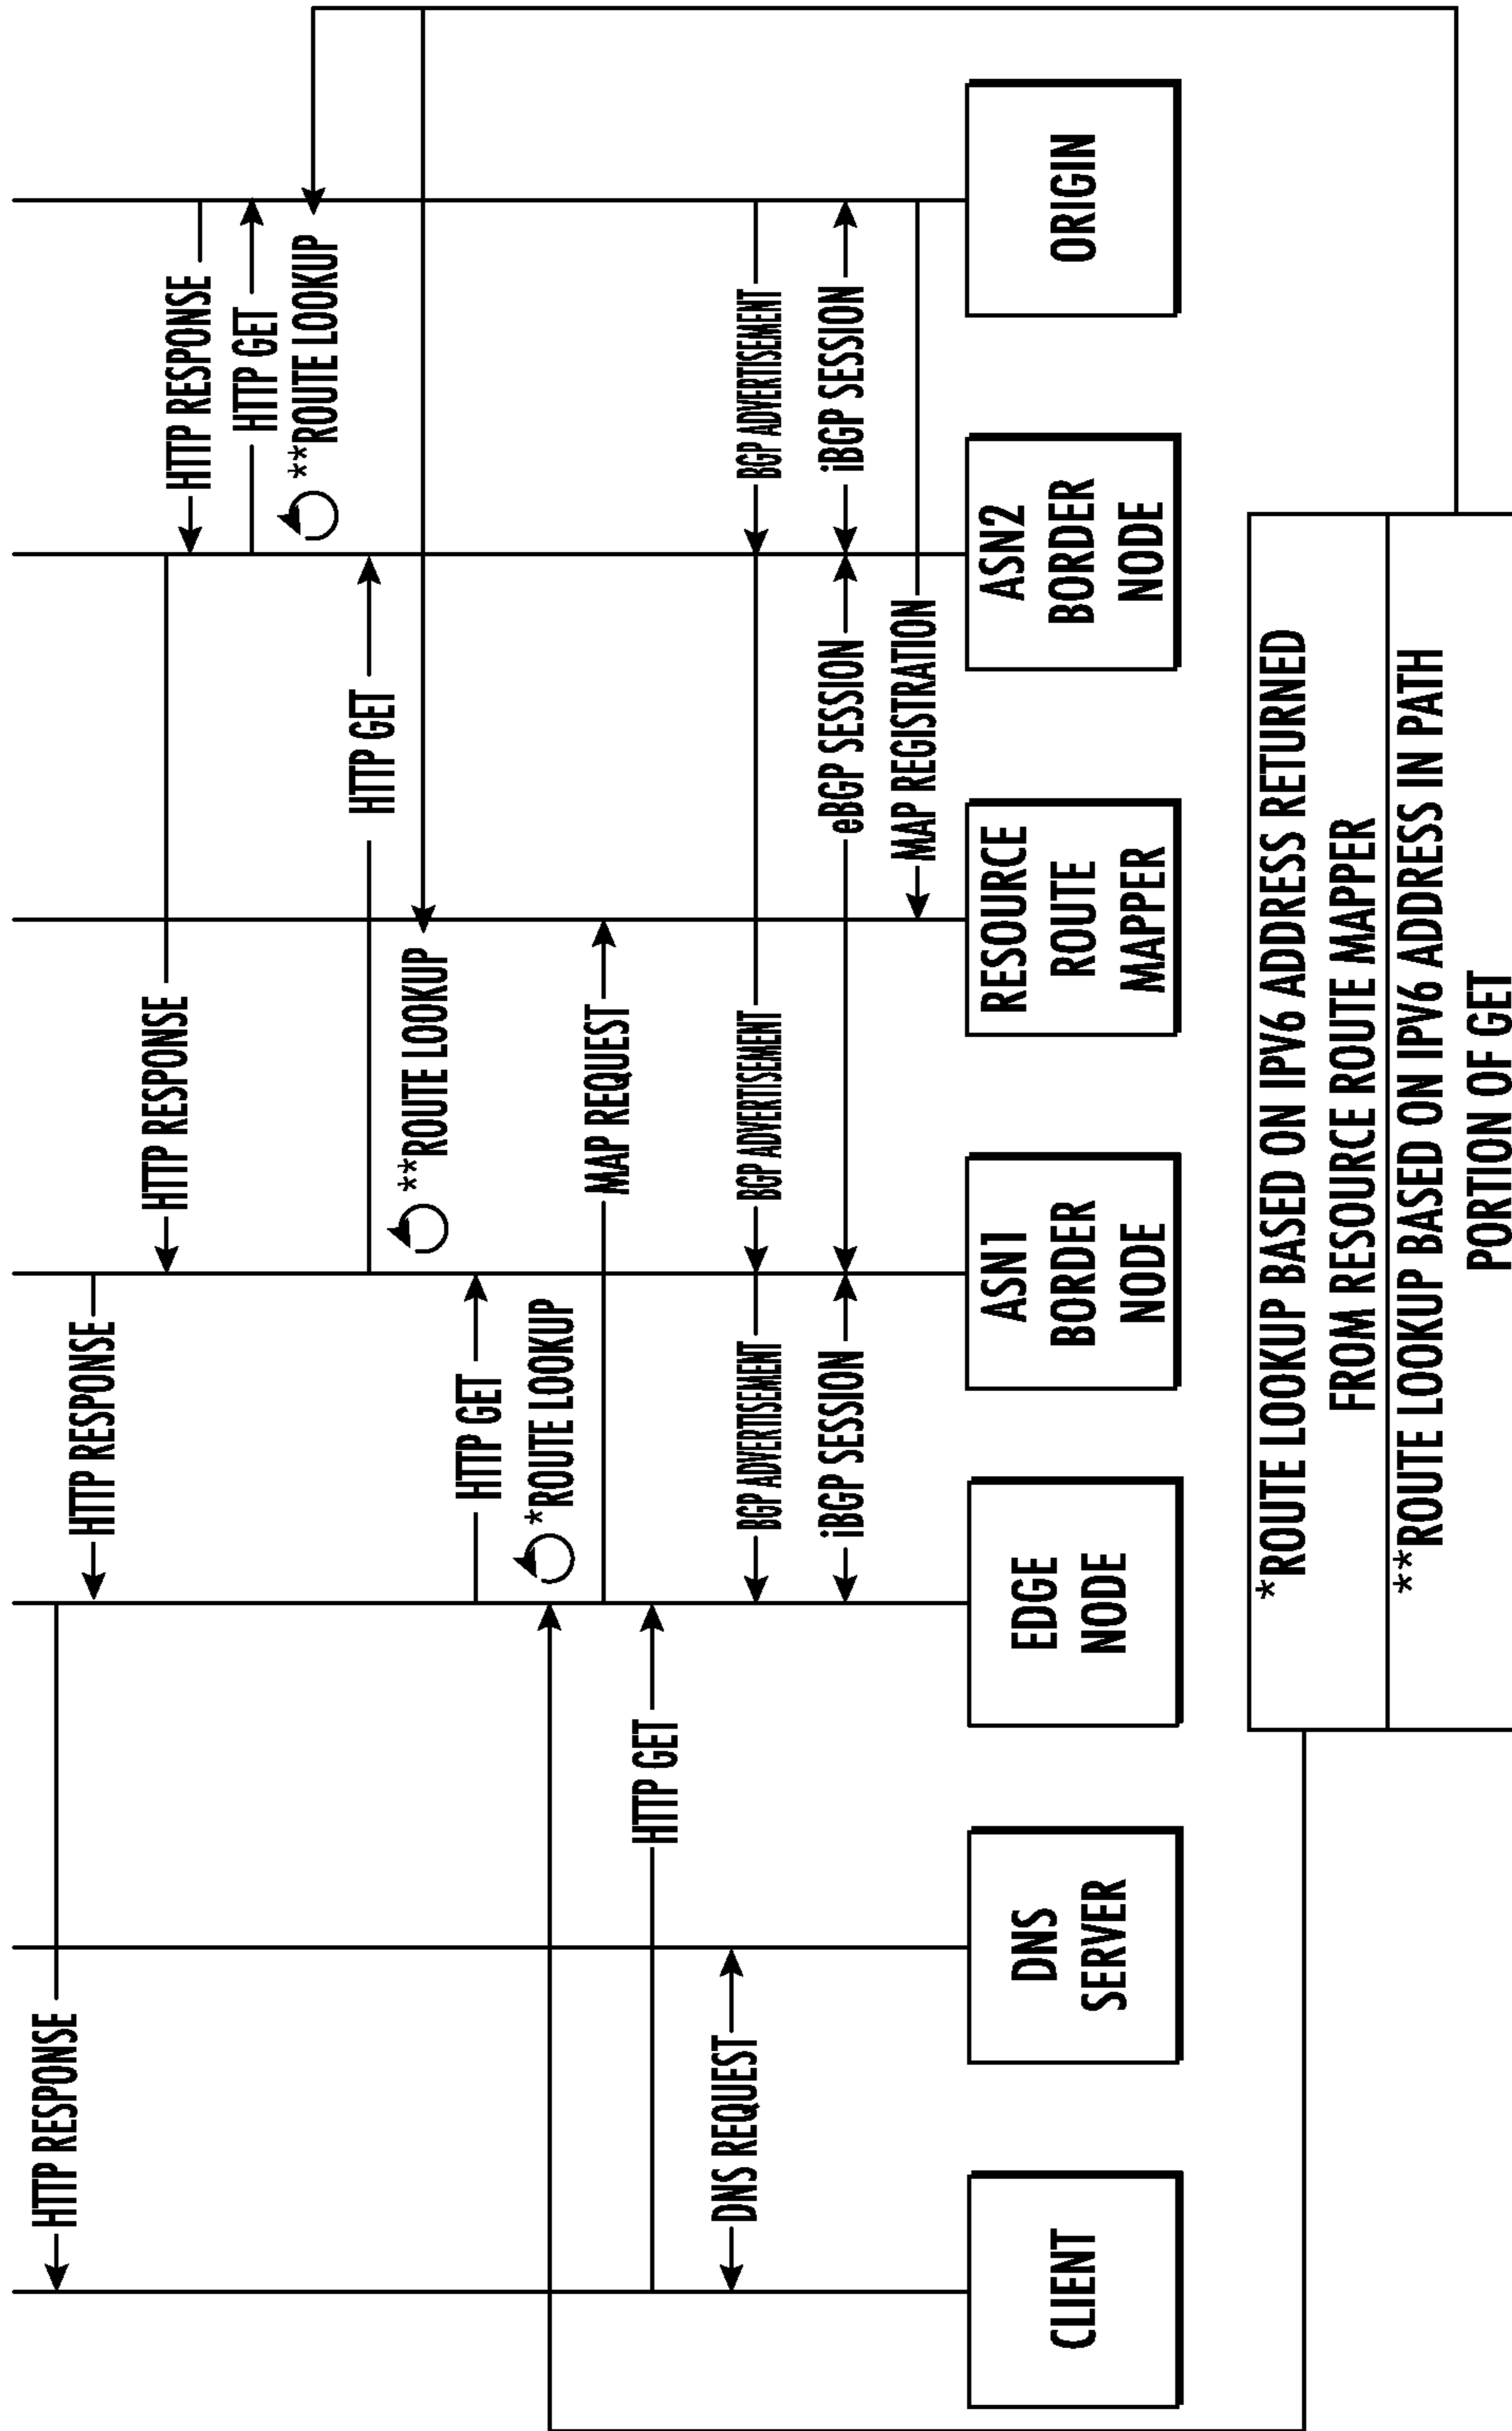 HTTP RESPONSE
HTTP RESPONSE
HTTP RESPONSE
HTTP RESPONSE
HTTP GET
**ROUTE LOOKUP
HTTP GET
**ROUTE LOOKUP
HTTP GET
*ROUTE LOOKUP
MAP REQUEST
HTTP GET
DNS REQUEST
BGP ADVERTISEMENT
BGP ADVERTISEMENT
BGP ADVERTISEMENT
iBGP SESSION
eBGP SESSION
iBGP SESSION
MAP REGISTRATION
CLIENT
DNS
SERVER
EDGE
NODE
ASN1
BORDER
NODE
RESOURCE
ROUTE
MAPPER
ASN2
BORDER
NODE
ORIGIN
*ROUTE LOOKUP BASED ON IPV6 ADDRESS RETURNED
FROM RESOURCE ROUTE MAPPER
**ROUTE LOOKUP BASED ON IPV6 ADDRESS IN PATH
PORTION OF GET